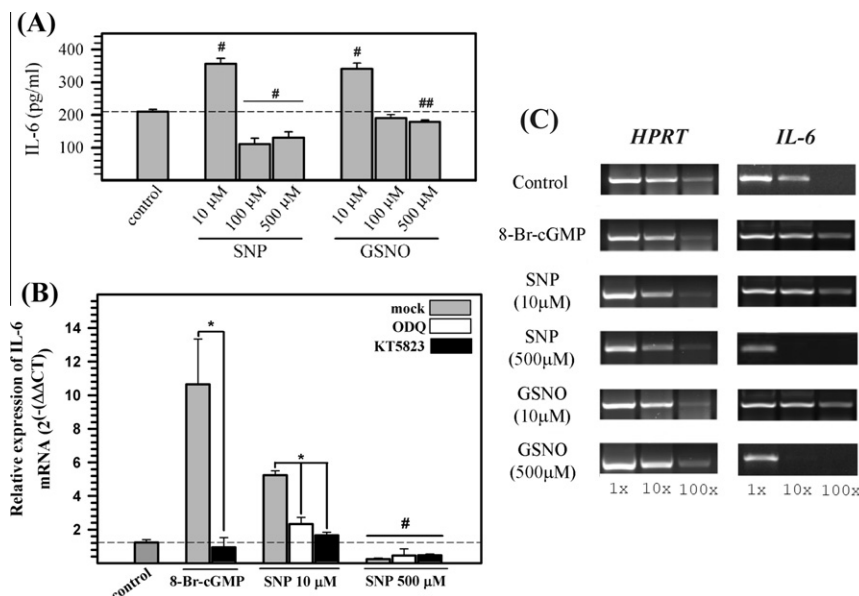 (A)
IL-6 (pg/ml)
400
300
200
100
#
#
#
##
control
10 µM
100 µM
500 µM
10 µM
100 µM
500 µM
SNP
GSNO
(B)
Relative expression of IL-6
mRNA (2^(-(ΔΔCT))
14
12
10
8
6
4
2
mock
ODQ
KT5823
*
*
#
control
8-Br-cGMP
SNP 10 µM
SNP 500 µM
(C)
HPRT
IL-6
Control
8-Br-cGMP
SNP
(10µM)
SNP
(500µM)
GSNO
(10µM)
GSNO
(500µM)
1x 10x 100x
1x 10x 100x